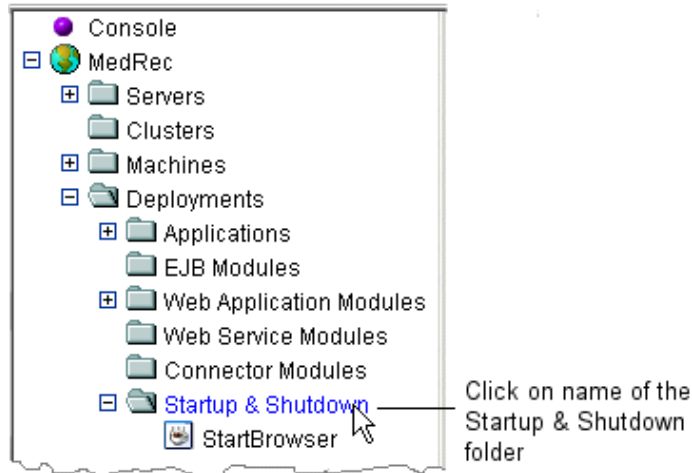 Console
MedRec
Servers
Clusters
Machines
Deployments
Applications
EJB Modules
Web Application Modules
Web Service Modules
Connector Modules
Startup & Shutdown
StartBrowser
Click on name of the
Startup & Shutdown
folder